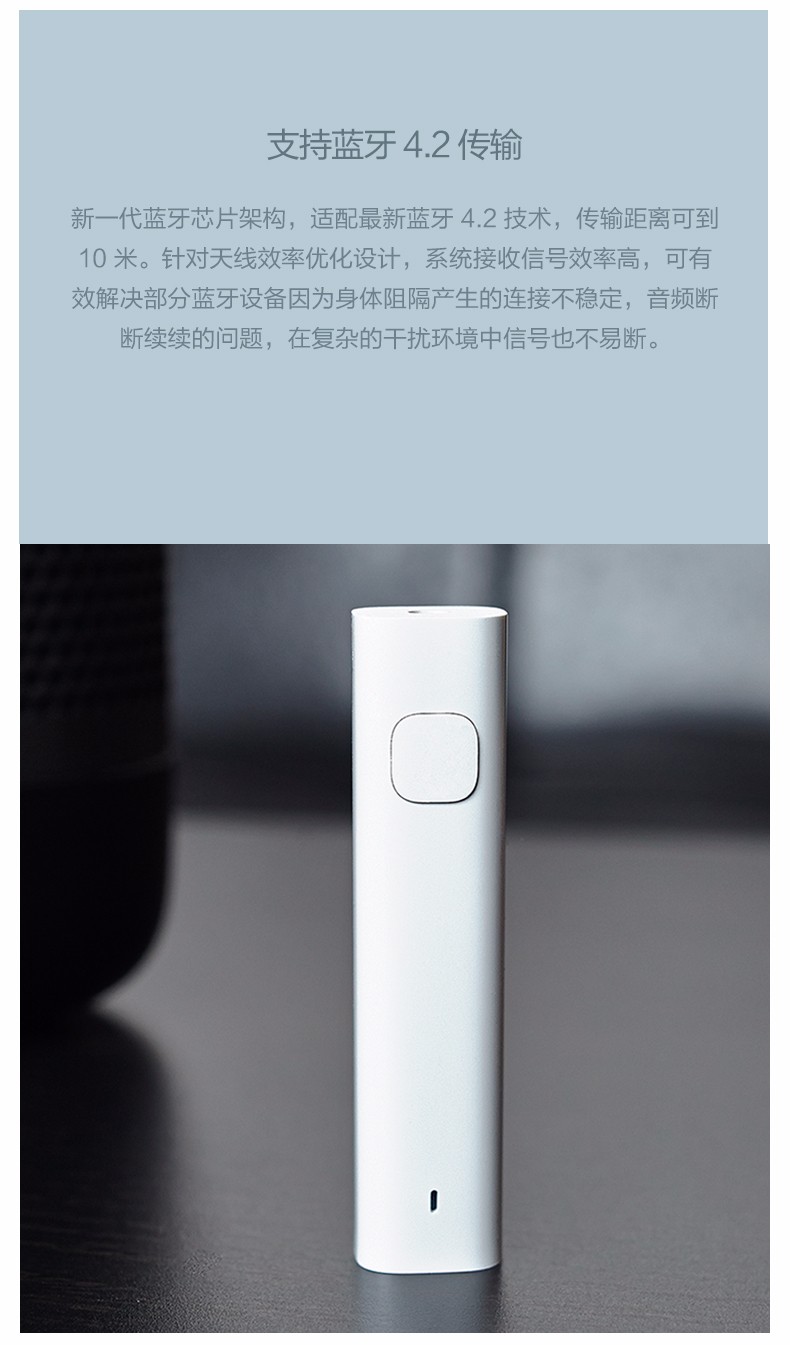 支持蓝牙 4.2 传输
新一代蓝牙芯片架构，适配最新蓝牙 4.2 技术，传输距离可到
10 米。针对天线效率优化设计，系统接收信号效率高，可有
效解决部分蓝牙设备因为身体阻隔产生的连接不稳定，音频断
断续续的问题，在复杂的干扰环境中信号也不易断。